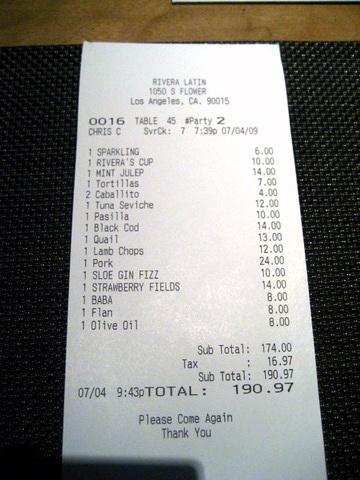 RIVERA LATIN
1050 S FLOWER
Los Angeles, CA. 90015
0016 TABLE 45 #Party 2
CHRIS C SvrCk: 7 7:39p 07/04/09
1 SPARKLING 6.00
1 RIVERA'S CUP 10.00
1 MINT JULEP 14.00
1 Tortillas 7.00
2 Caballito 4.00
1 Tuna Seviche 12.00
1 Pasilla 10.00
1 Black Cod 14.00
1 Quail 13.00
1 Lamb Chops 12.00
1 Pork 24.00
1 SLOE GIN FIZZ 10.00
1 STRAWBERRY FIELDS 14.00
1 BABA 8.00
1 Flan 8.00
1 Olive Oil 8.00
Sub Total: 174.00
Tax : 16.97
Sub Total: 190.97
07/04 9:43pTOTAL: 190.97
Please Come Again
Thank You